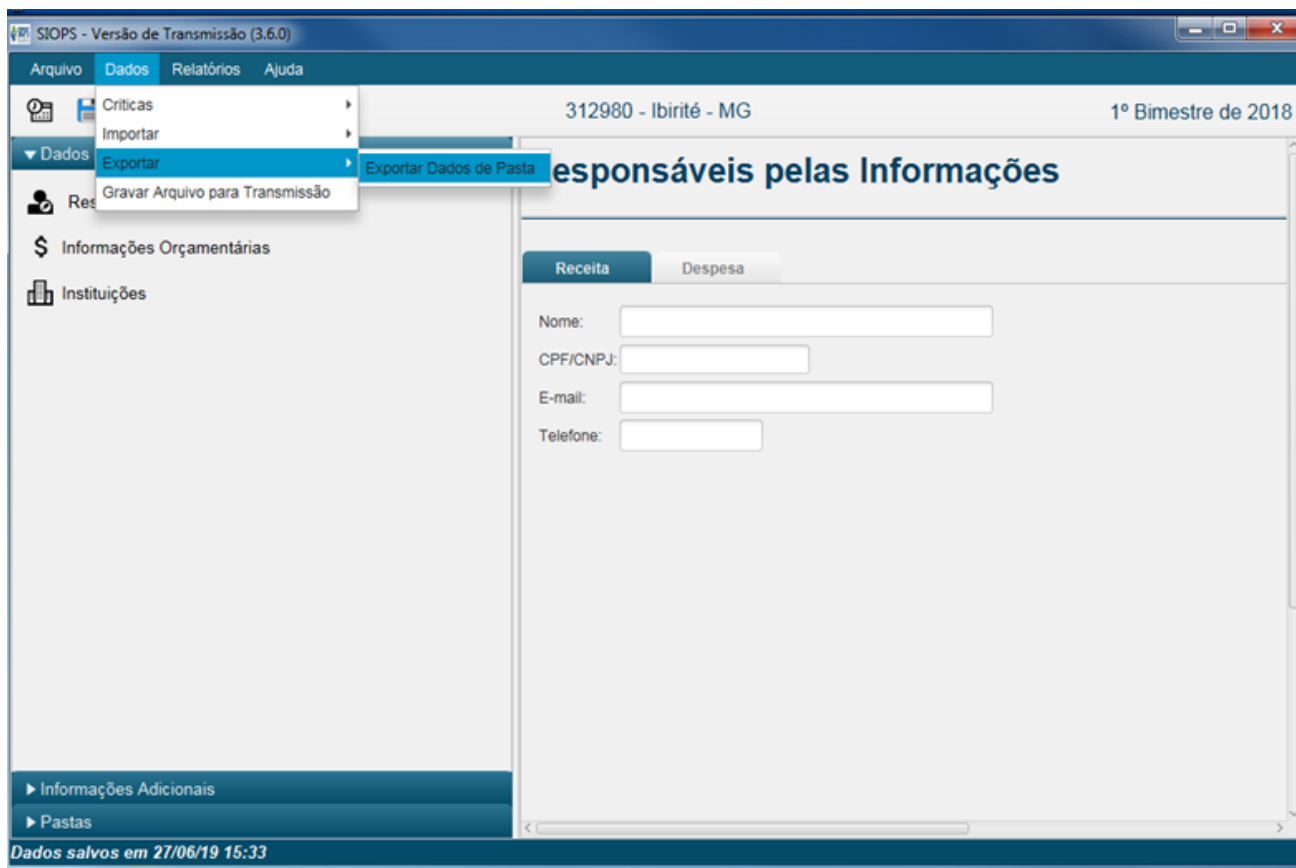 SIOPS - Versão de Transmissão (3.6.0)
Arquivo Dados Relatórios Ajuda
312980 - Ibirité - MG
1º Bimestre de 2018
Criticas
Importar
Exportar
Exportar Dados de Pasta
Gravar Arquivo para Transmissão
Dados
Res
Informações Orçamentárias
Instituições
esponsáveis pelas Informações
Receita Despesa
Nome:
CPF/CNPJ:
E-mail:
Telefone:
Informações Adicionais
Pastas
Dados salvos em 27/06/19 15:33